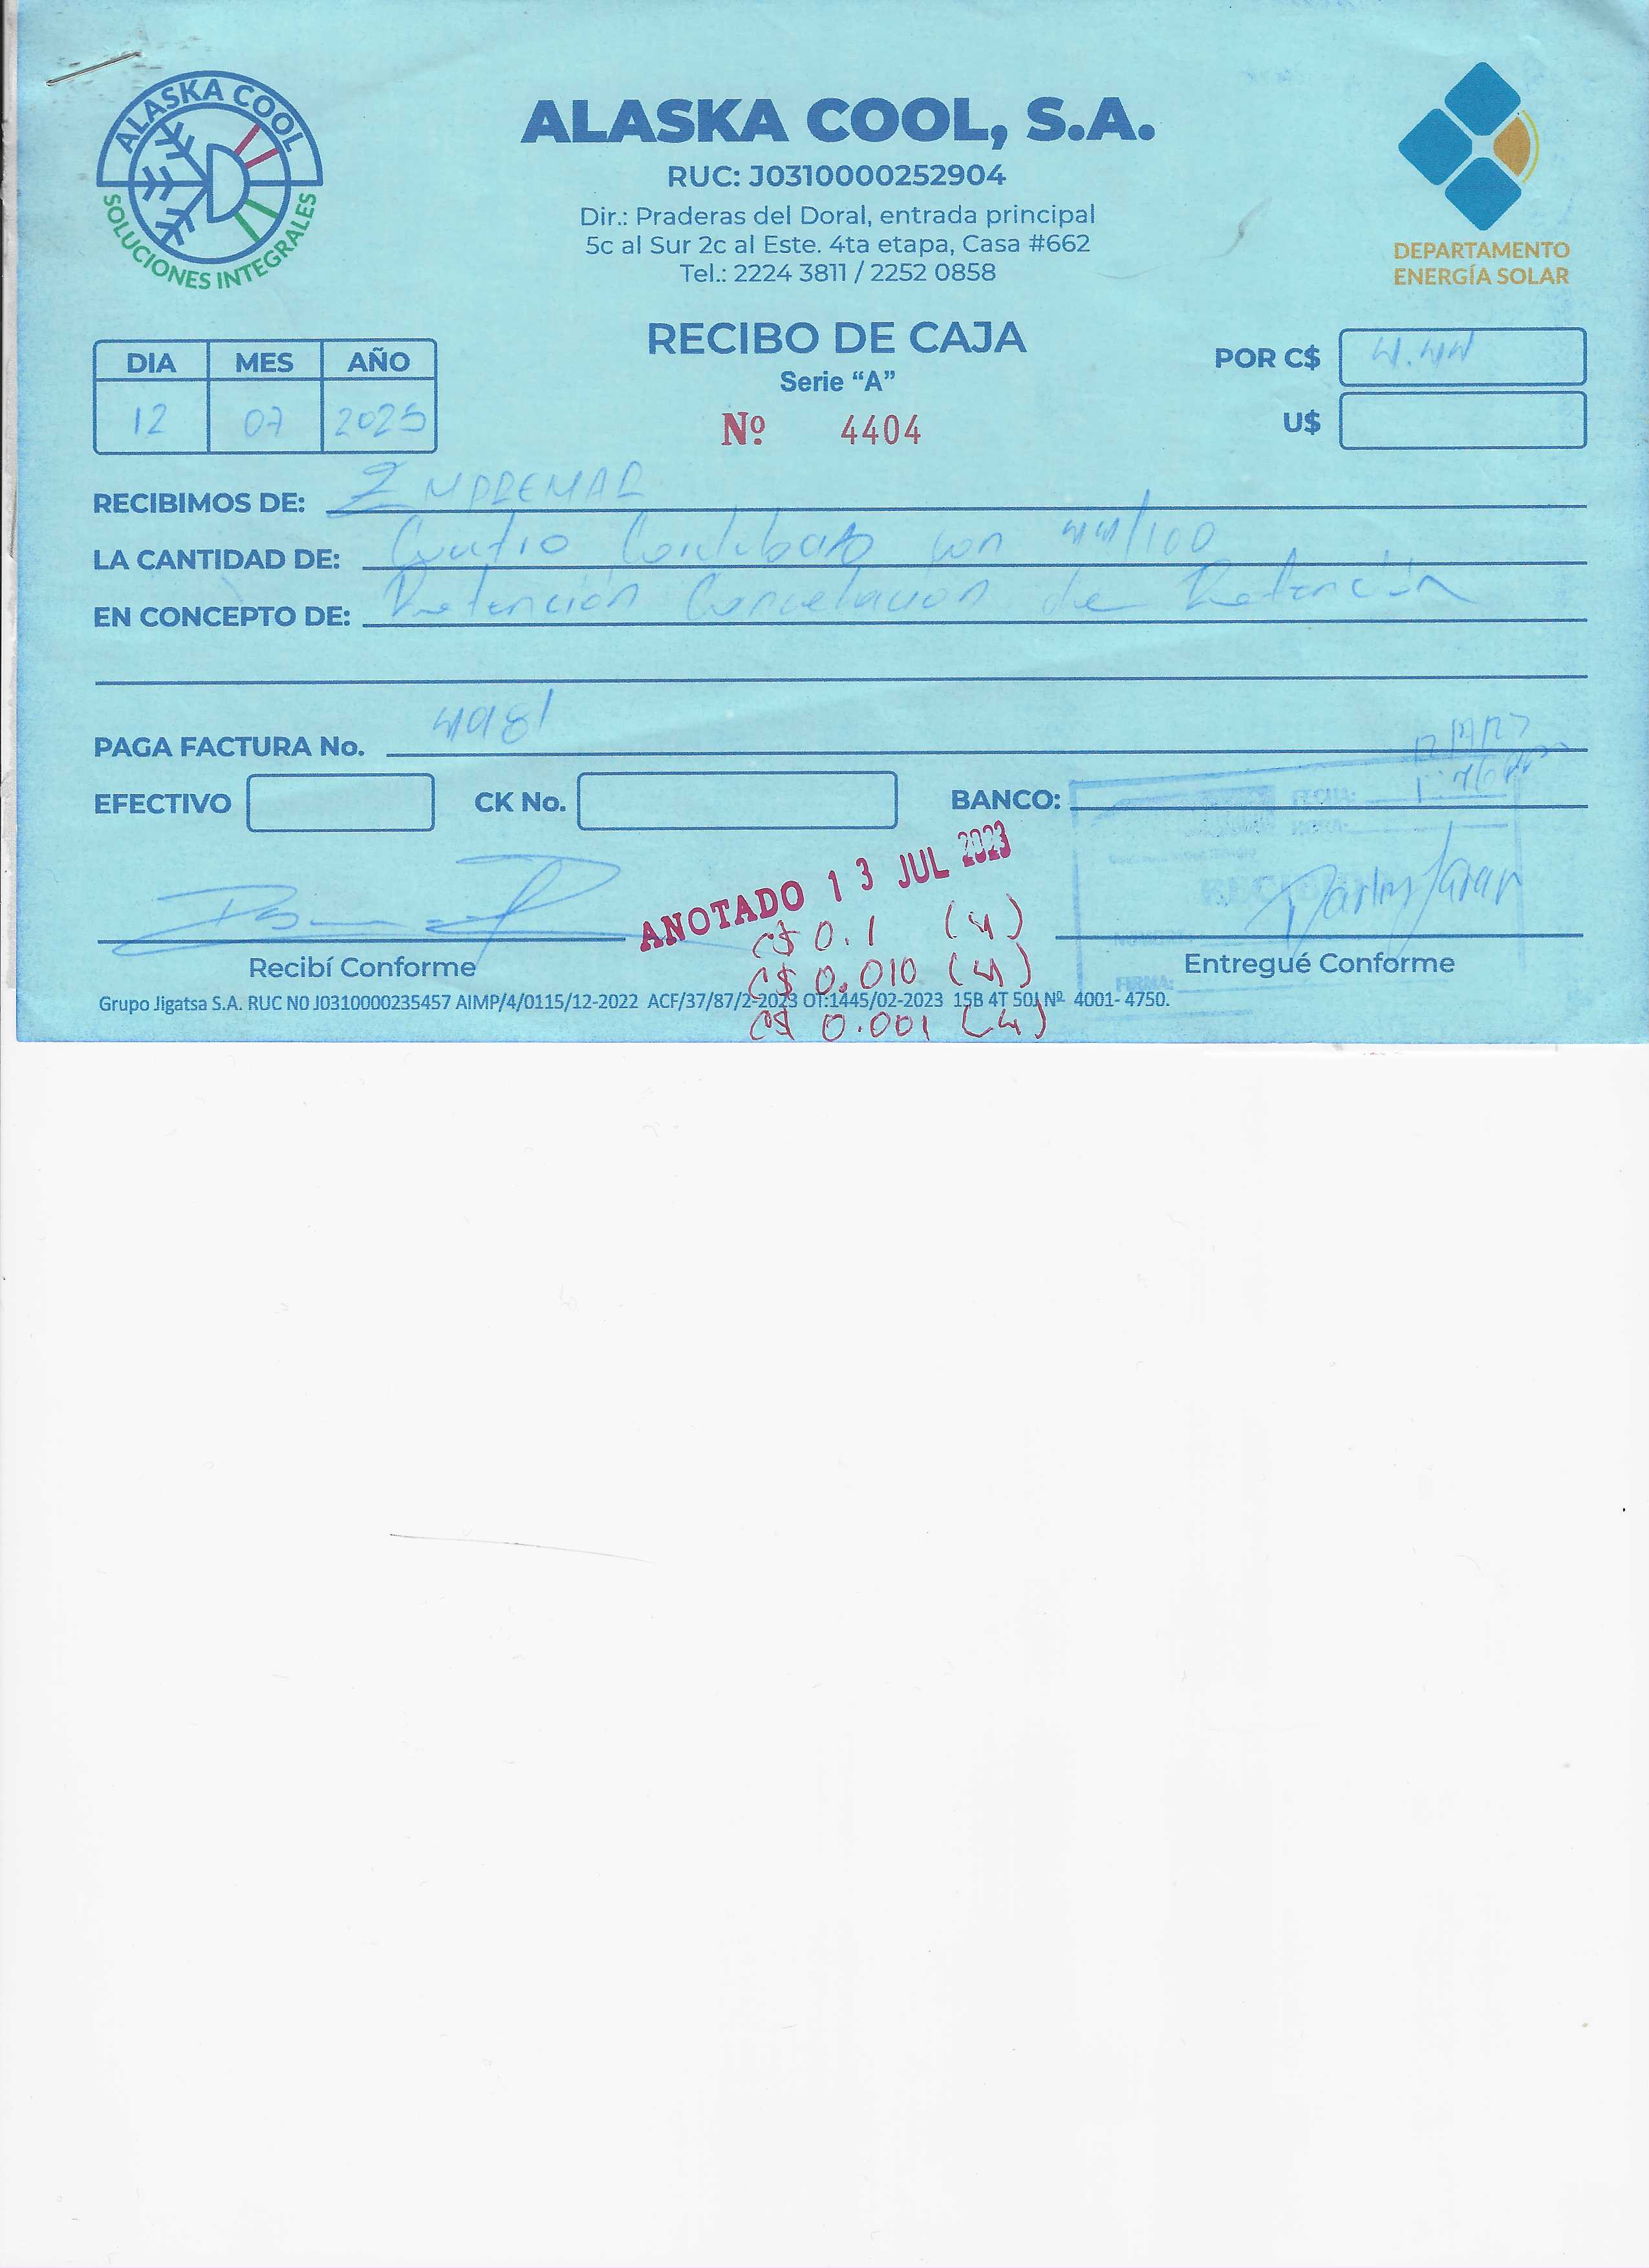 ALASKA COOL
SOLUCIONES INTEGRALES
ALASKA COOL, S.A.
RUC: J0310000252904
Dir.: Praderas del Doral, entrada principal
5c al Sur 2c al Este. 4ta etapa, Casa #662
Tel.: 2224 3811 / 2252 0858
DEPARTAMENTO
ENERGÍA SOLAR
RECIBO DE CAJA
Serie “A”
Nº 4404
DIA MES AÑO
12 07 2023
POR C$ 4.44
U$
RECIBIMOS DE: EMPREMAR
LA CANTIDAD DE: Cuatro Cordobas con 44/100
EN CONCEPTO DE: Retención Cancelacion de Retención
PAGA FACTURA No. 4981
EFECTIVO CK No. BANCO:
FECHA:
HORA:
RECIBIDO
FIRMA:
ANOTADO 13 JUL 2023
C$ 0.1 (4)
C$ 0.010 (4)
C$ 0.001 (4)
Recibí Conforme
Entregué Conforme
Grupo Jigatsa S.A. RUC N0 J0310000235457 AIMP/4/0115/12-2022 ACF/37/87/2-2023 OT:1445/02-2023 15B 4T 50J Nº 4001- 4750.